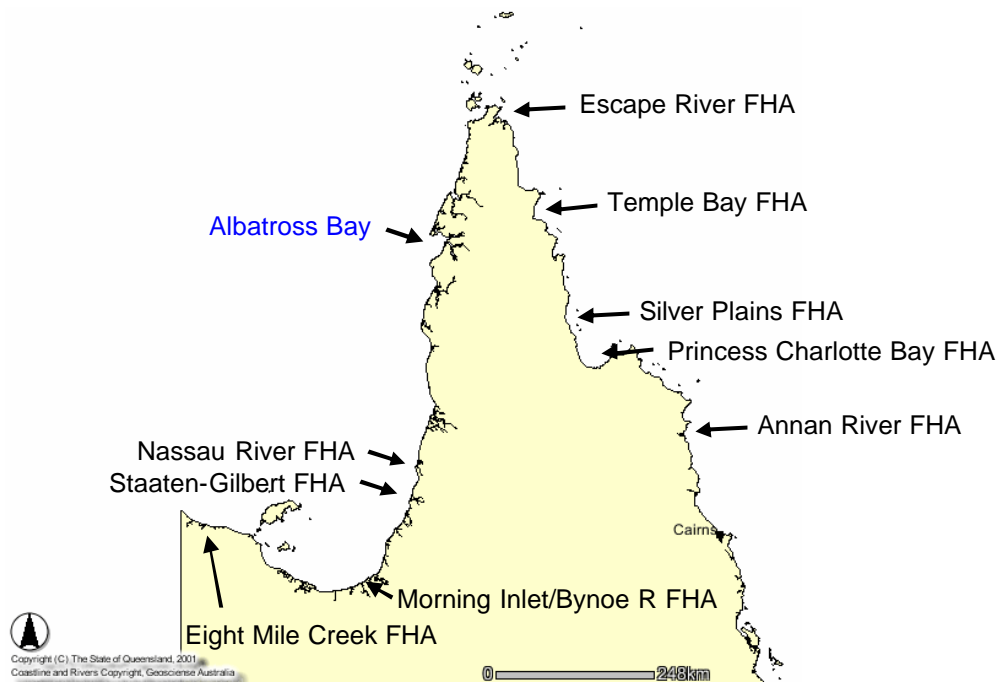 Escape River FHA
Temple Bay FHA
Albatross Bay
Silver Plains FHA
Princess Charlotte Bay FHA
Annan River FHA
Nassau River FHA
Staaten-Gilbert FHA
Cairns
Morning Inlet/Bynoe R FHA
Eight Mile Creek FHA
Copyright (C) The State of Queensland, 2001
Coastline and Rivers Copyright, Geosciense Australia
0 248km